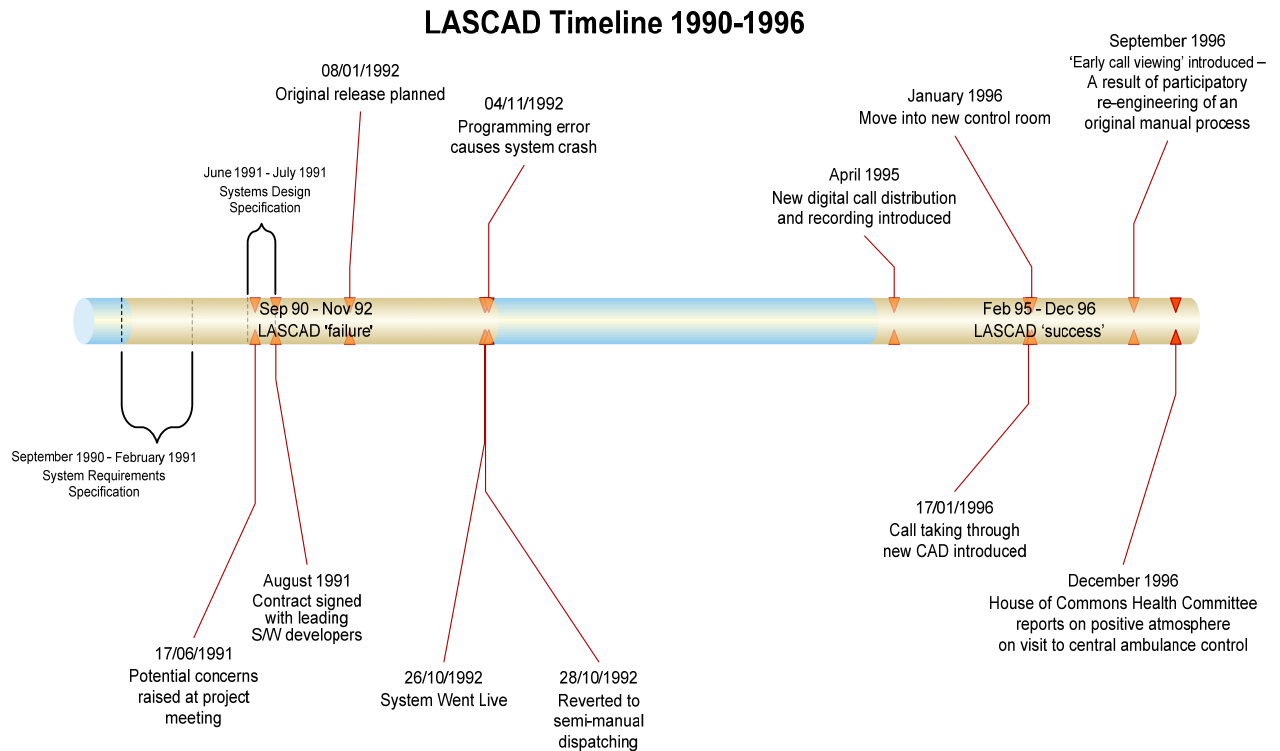 LASCAD Timeline 1990-1996
08/01/1992
Original release planned
04/11/1992
Programming error
causes system crash
June 1991 - July 1991
Systems Design
Specification
April 1995
New digital call distribution
and recording introduced
January 1996
Move into new control room
September 1996
‘Early call viewing’ introduced –
A result of participatory
re-engineering of an
original manual process
Sep 90 - Nov 92
LASCAD 'failure'
Feb 95 - Dec 96
LASCAD ‘success’
September 1990 - February 1991
System Requirements
Specification
17/06/1991
Potential concerns
raised at project
meeting
August 1991
Contract signed
with leading
S/W developers
26/10/1992
System Went Live
28/10/1992
Reverted to
semi-manual
dispatching
17/01/1996
Call taking through
new CAD introduced
December 1996
House of Commons Health Committee
reports on positive atmosphere
on visit to central ambulance control